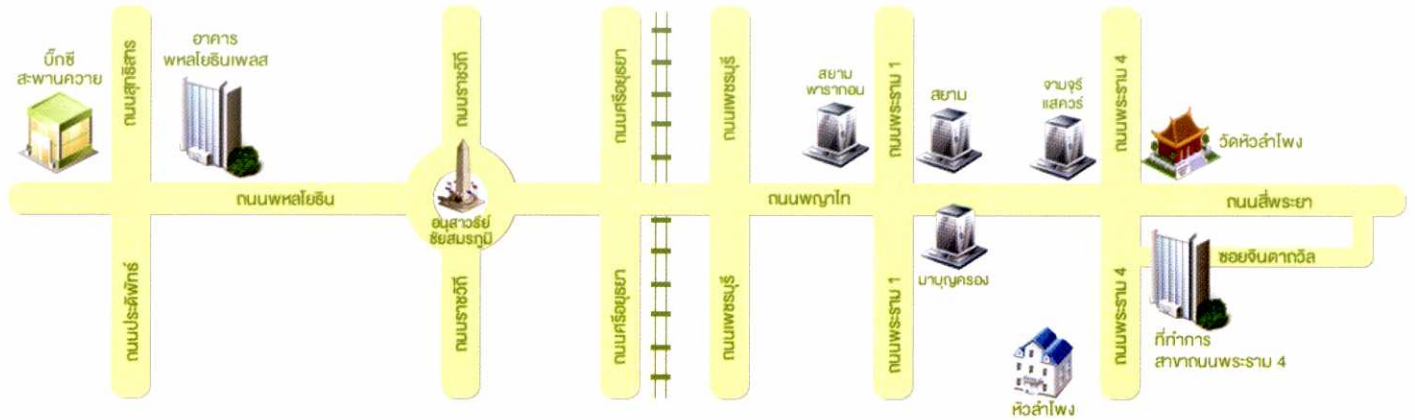 บิ๊กซี
สะพานควาย
ถนนสุทธิสาร
อาคาร
พหลโยธินเพลส
ถนนราชวิถี
ถนนศรีอยุธยา
ถนนเพชรบุรี
สยาม
พารากอน
ถนนพระราม 1
สยาม
จามจุรี
แสควร์
ถนนพระราม 4
วัดหัวลำโพง
ถนนพหลโยธิน
อนุสาวรีย์
ชัยสมรภูมิ
ถนนพญาไท
ถนนสี่พระยา
ถนนประดิพัทธ์
ถนนราชวิถี
ถนนศรีอยุธยา
ถนนเพชรบุรี
ถนนพระราม 1
มาบุญครอง
ถนนพระราม 4
ซอยจินดาถวิล
ที่ทำการ
สาขาถนนพระราม 4
หัวลำโพง